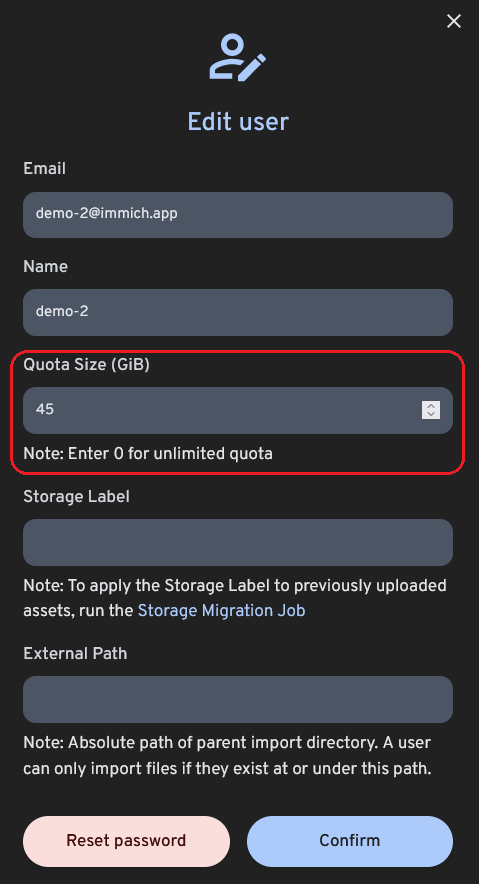 Edit user
Email
demo-2@immich.app
Name
demo-2
Quota Size (GiB)
45
Note: Enter 0 for unlimited quota
Storage Label
Note: To apply the Storage Label to previously uploaded
assets, run the Storage Migration Job
External Path
Note: Absolute path of parent import directory. A user
can only import files if they exist at or under this path.
Reset password
Confirm